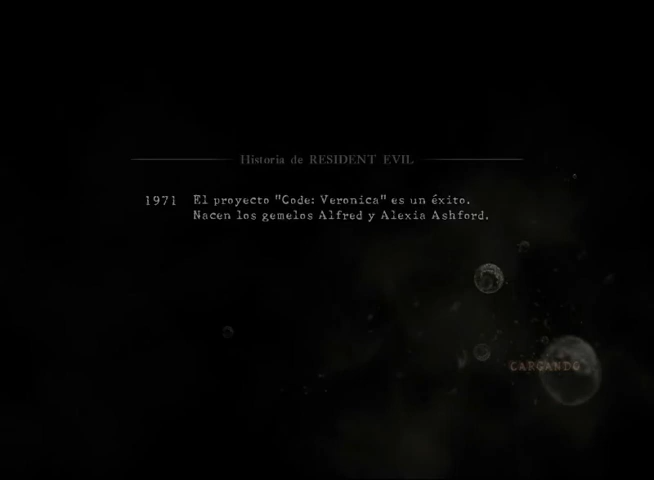 Historia de RESIDENT EVIL
1971 El proyecto "Code: Veronica" es un éxito.
Nacen los gemelos Alfred y Alexia Ashford.
CARGANDO